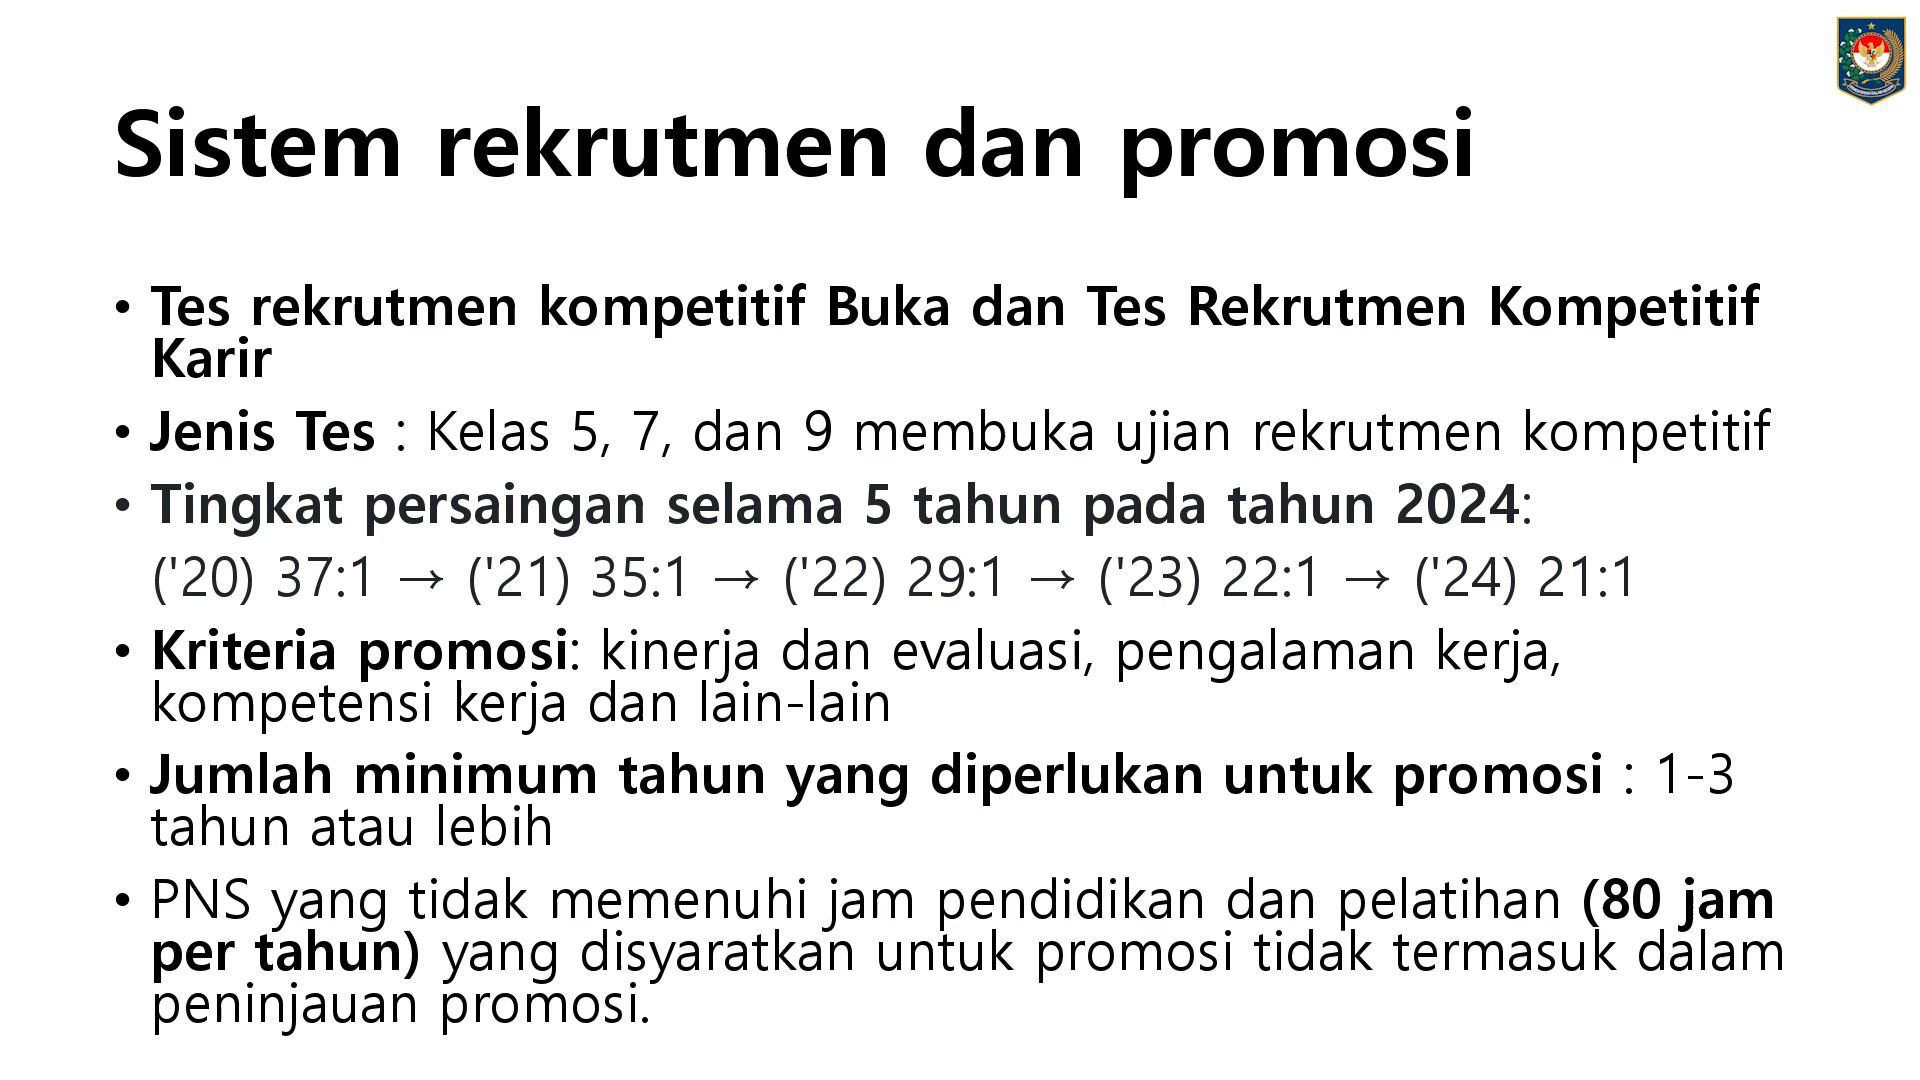 Sistem rekrutmen dan promosi
• Tes rekrutmen kompetitif Buka dan Tes Rekrutmen Kompetitif
Karir
• Jenis Tes : Kelas 5, 7, dan 9 membuka ujian rekrutmen kompetitif
• Tingkat persaingan selama 5 tahun pada tahun 2024:
('20) 37:1 → ('21) 35:1 → ('22) 29:1 → ('23) 22:1 → ('24) 21:1
• Kriteria promosi: kinerja dan evaluasi, pengalaman kerja,
kompetensi kerja dan lain-lain
• Jumlah minimum tahun yang diperlukan untuk promosi : 1-3
tahun atau lebih
• PNS yang tidak memenuhi jam pendidikan dan pelatihan (80 jam
per tahun) yang disyaratkan untuk promosi tidak termasuk dalam
peninjauan promosi.